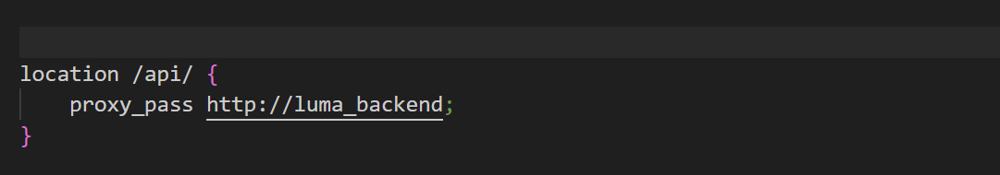 location /api/ {
    proxy_pass http://luma_backend;
}